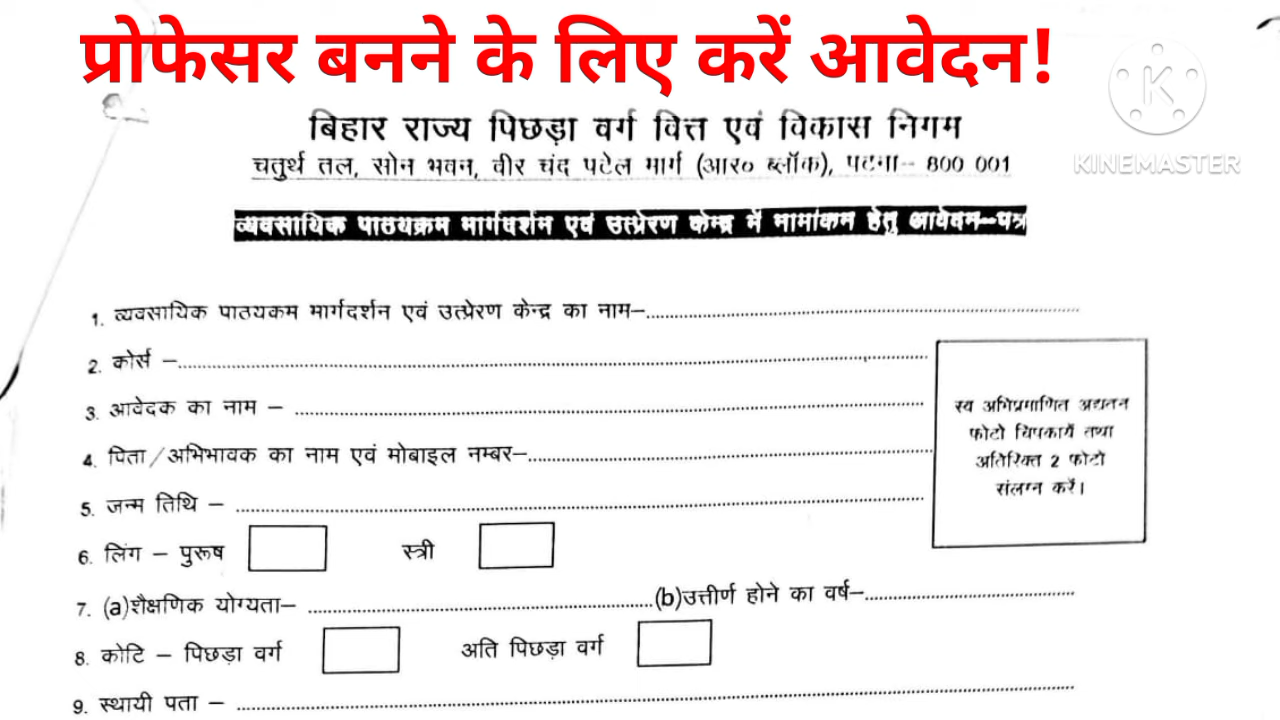 प्रोफेसर बनने के लिए करें आवेदन!
K
KINEMASTER
बिहार राज्य पिछड़ा वर्ग वित्त एवं विकास निगम
चतुर्थ तल, सोन भवन, वीर चंद पटेल मार्ग (आर० ब्लॉक), पटना- 800 001
व्यवसायिक पाठयक्रम मार्गदर्शन एवं उत्प्रेरण केन्द्र में नामांकन हेतु आवेदन-पत्र
1. व्यवसायिक पाठयकम मार्गदर्शन एवं उत्प्रेरण केन्द्र का नाम–
2. कोर्स –
3. आवेदक का नाम –
4. पिता/अभिभावक का नाम एवं मोबाइल नम्बर–
5. जन्म तिथि –
6. लिंग – पुरूष स्त्री
7. (a)शैक्षणिक योग्यता– (b)उत्तीर्ण होने का वर्ष–
8. कोटि – पिछड़ा वर्ग अति पिछड़ा वर्ग
9. स्थायी पता –
स्व अभिप्रमाणित अद्यतन
फोटो चिपकायें तथा
अतिरिक्त 2 फोटो
संलग्न करें।